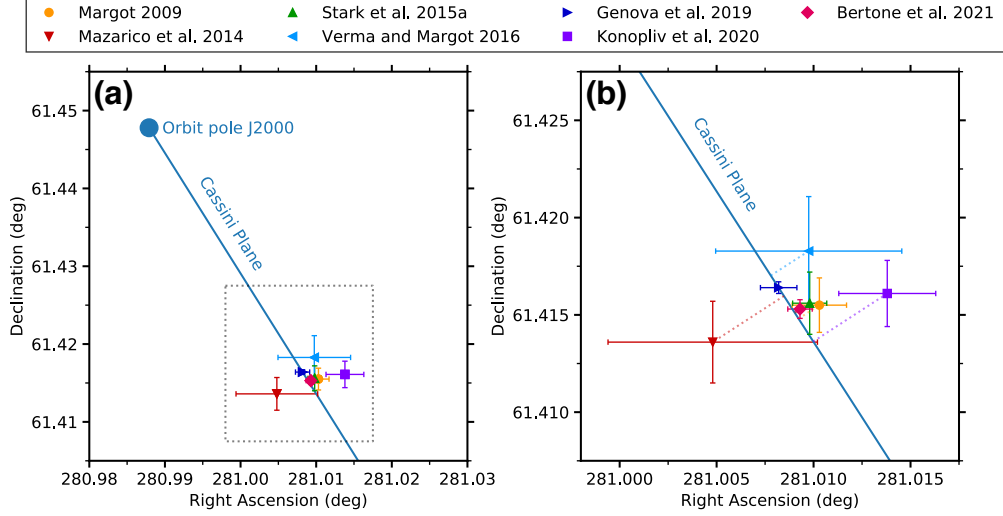 Margot 2009 Stark et al. 2015a Genova et al. 2019 Bertone et al. 2021
Mazarico et al. 2014 Verma and Margot 2016 Konopliv et al. 2020
(a)
Orbit pole J2000
Cassini Plane
61.45
61.44
61.43
61.42
61.41
Declination (deg)
280.98 280.99 281.00 281.01 281.02 281.03
Right Ascension (deg)
(b)
Cassini Plane
61.425
61.420
61.415
61.410
Declination (deg)
281.000 281.005 281.010 281.015
Right Ascension (deg)